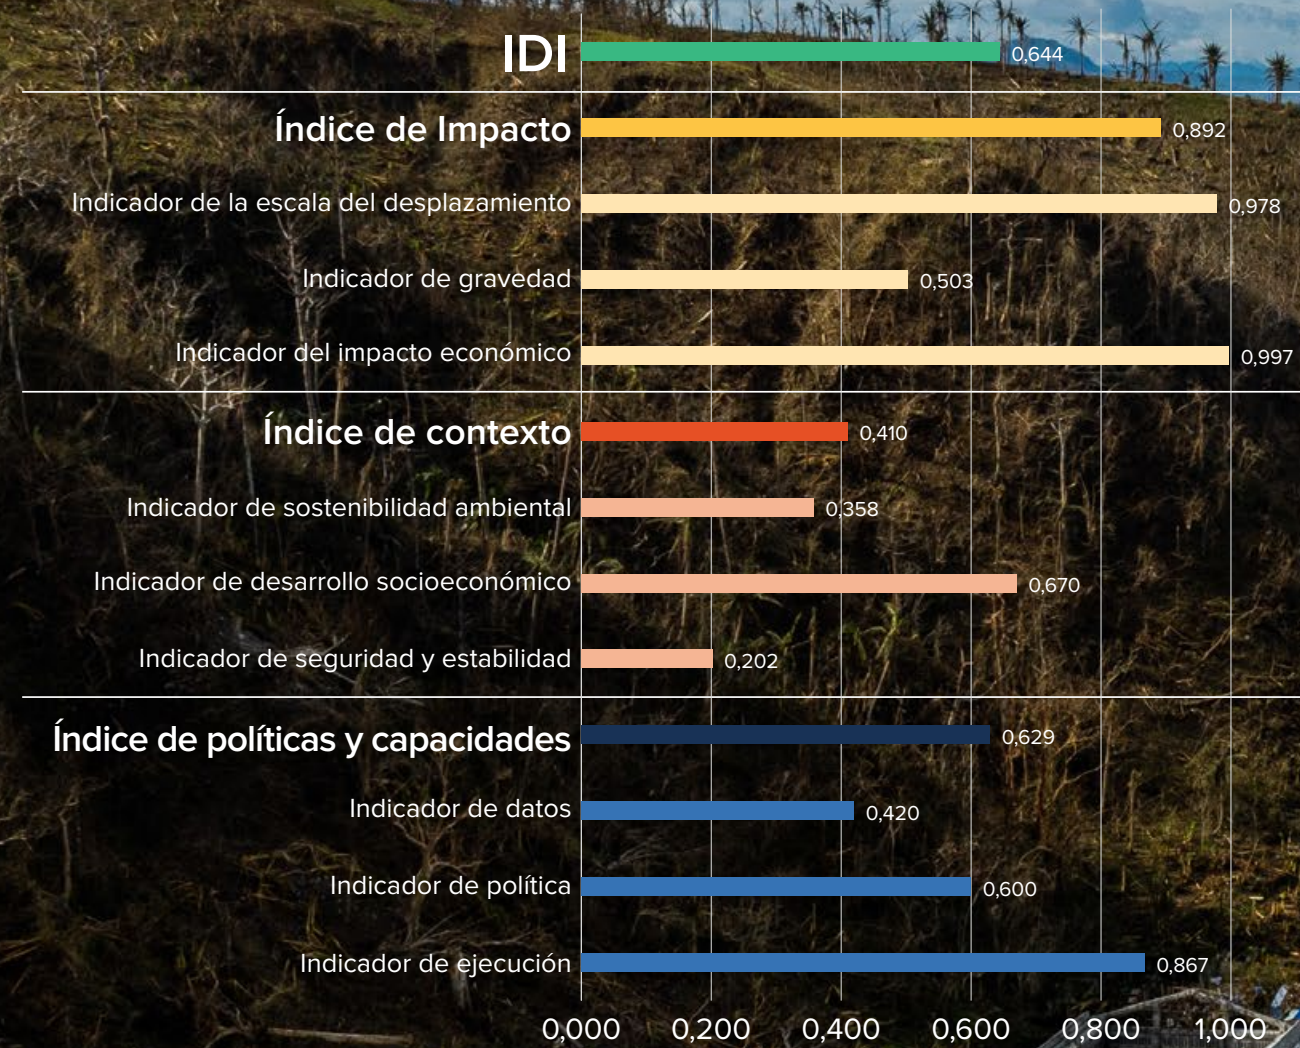 IDI 0,644
Índice de Impacto 0,892
Indicador de la escala del desplazamiento 0,978
Indicador de gravedad 0,503
Indicador del impacto económico 0,997
Índice de contexto 0,410
Indicador de sostenibilidad ambiental 0,358
Indicador de desarrollo socioeconómico 0,670
Indicador de seguridad y estabilidad 0,202
Índice de políticas y capacidades 0,629
Indicador de datos 0,420
Indicador de política 0,600
Indicador de ejecución 0,867
0,000 0,200 0,400 0,600 0,800 1,000